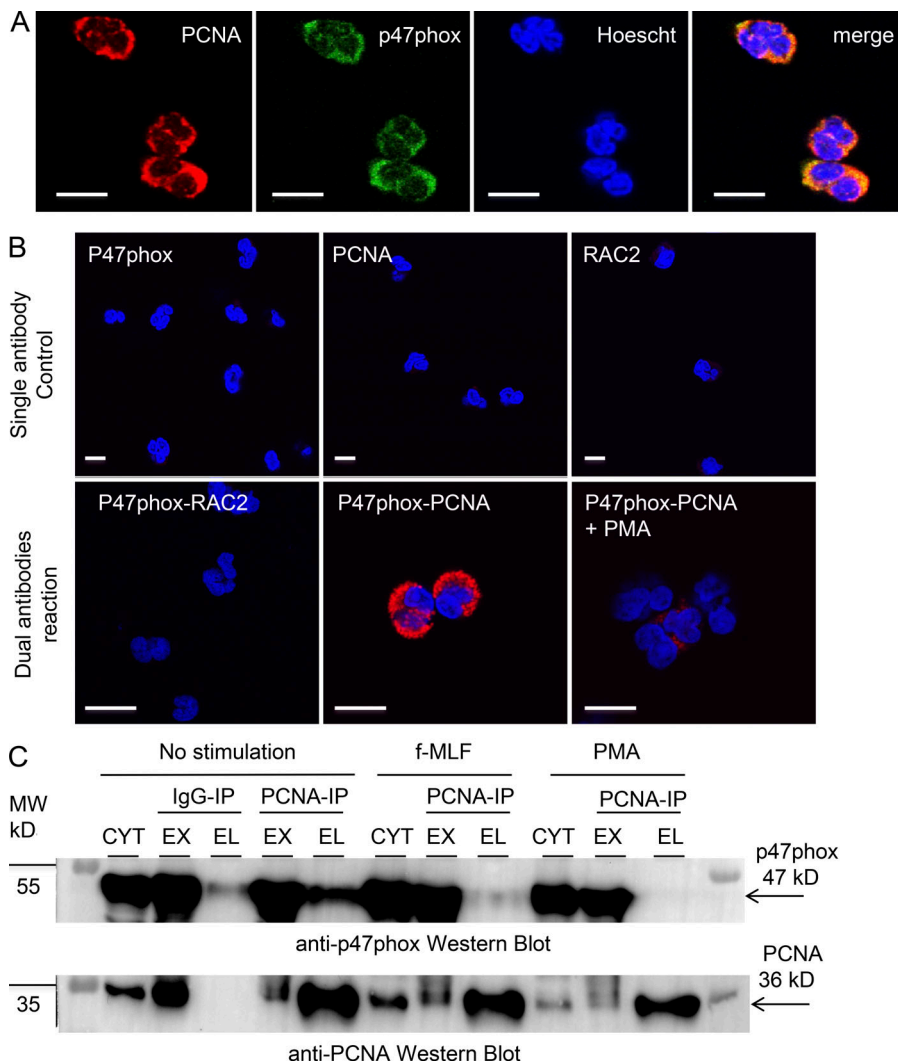 A
PCNA
p47phox
Hoescht
merge
B
Single antibody
Control
P47phox
PCNA
RAC2
Dual antibodies
reaction
P47phox-RAC2
P47phox-PCNA
P47phox-PCNA
+ PMA
C
No stimulation
f-MLF
PMA
MW
kD
IgG-IP
PCNA-IP
PCNA-IP
PCNA-IP
CYT
EX
EL
EX
EL
CYT
EX
EL
CYT
EX
EL
p47phox
47 kD
55
anti-p47phox Western Blot
PCNA
36 kD
35
anti-PCNA Western Blot